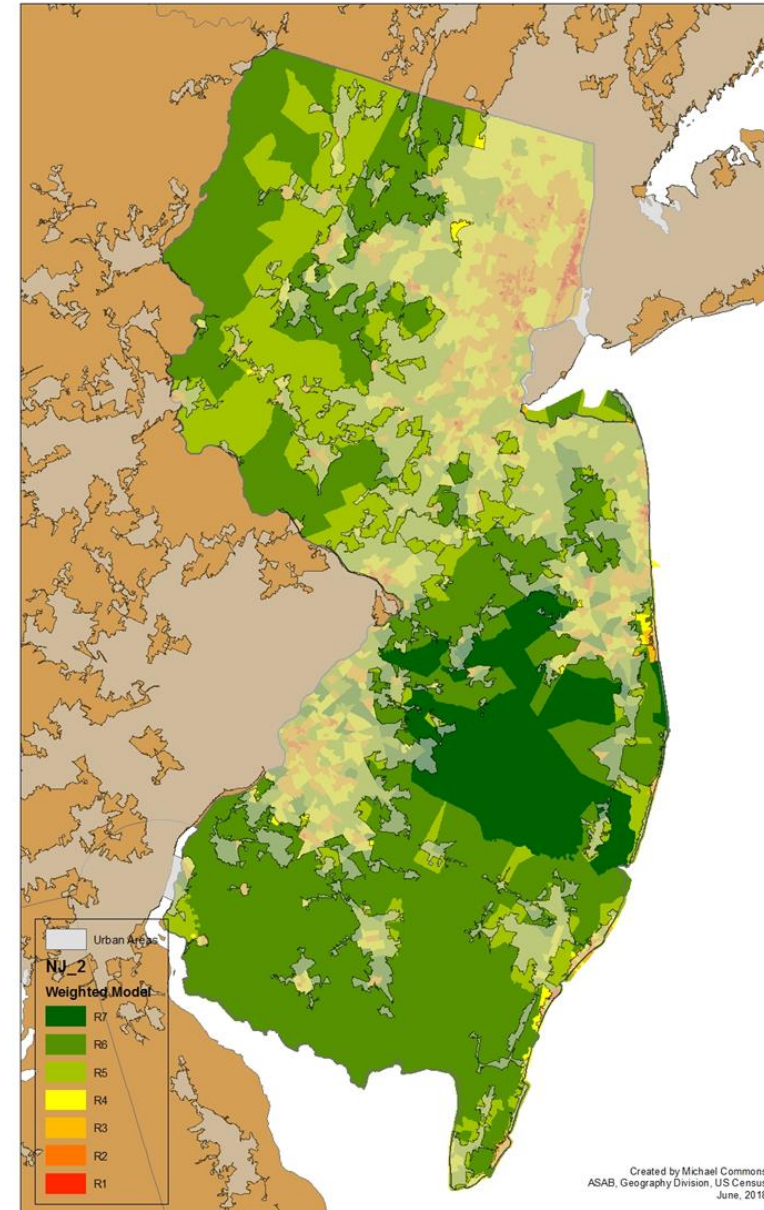 Urban Areas
NJ_2
Weighted Model
R7
R6
R5
R4
R3
R2
R1
Created by Michael Commons
ASAB, Geography Division, US Census
June, 2018